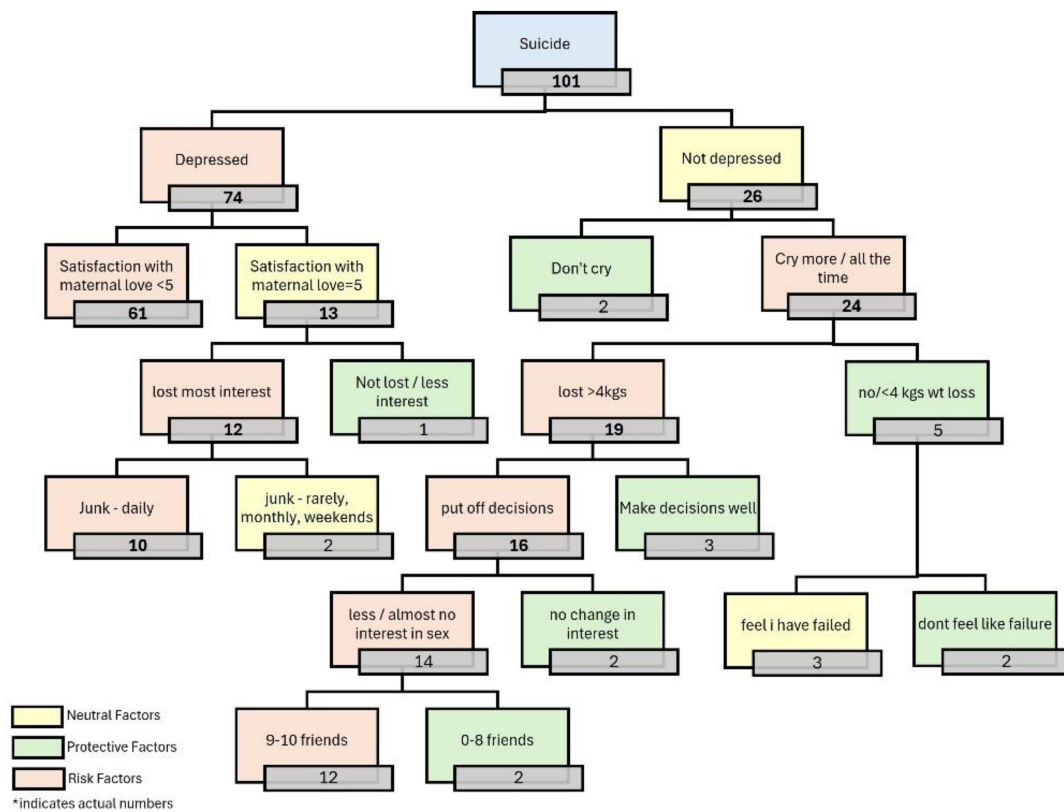 Suicide
101
Depressed
74
Not depressed
26
Satisfaction with
maternal love <5
61
Satisfaction with
maternal love=5
13
Don't cry
2
Cry more / all the
time
24
lost most interest
12
Not lost / less
interest
1
lost >4kgs
19
no/<4 kgs wt loss
5
Junk - daily
10
junk - rarely,
monthly, weekends
2
put off decisions
16
Make decisions well
3
less / almost no
interest in sex
14
no change in
interest
2
feel i have failed
3
dont feel like failure
2
9-10 friends
12
0-8 friends
2
Neutral Factors
Protective Factors
Risk Factors
*indicates actual numbers